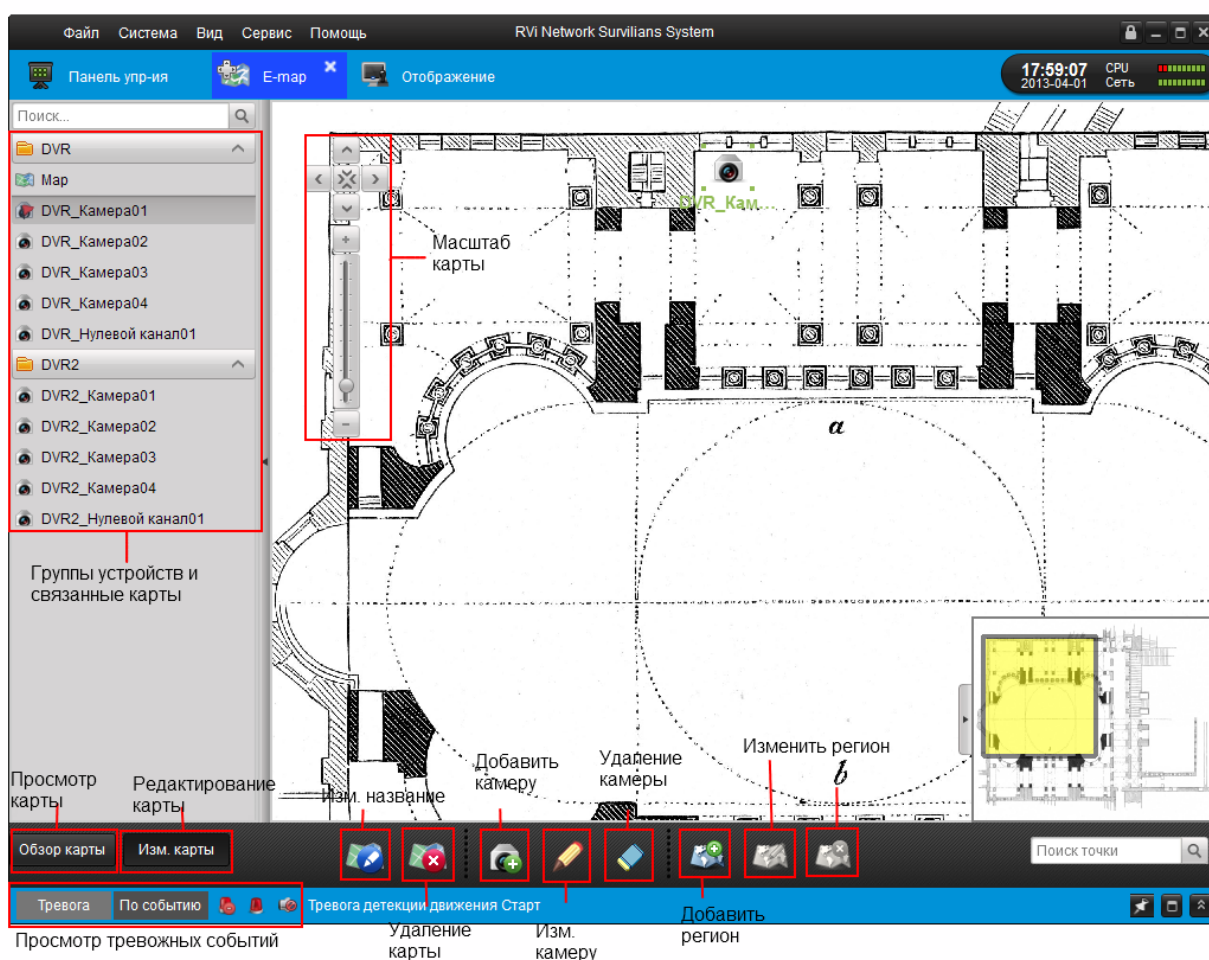 Файл Система Вид Сервис Помощь RVi Network Survilians System
Панель упр-ия E-map Отображение 17:59:07 CPU
2013-04-01 Сеть
Поиск...
DVR
Map
DVR_Камера01
DVR_Камера02
DVR_Камера03
DVR_Камера04
DVR_Нулевой канал01
DVR2
DVR2_Камера01
DVR2_Камера02
DVR2_Камера03
DVR2_Камера04
DVR2_Нулевой канал01
Группы устройств и
связанные карты
DVR_Кам...
Масштаб
карты
a
b
Просмотр
карты
Редактирование
карты
Изм. название
Добавить
камеру
Удаление
камеры
Изменить регион
Обзор карты Изм. карты Поиск точки
Тревога По событию Тревога детекции движения Старт
Просмотр тревожных событий
Удаление
карты
Изм.
камеру
Добавить
регион